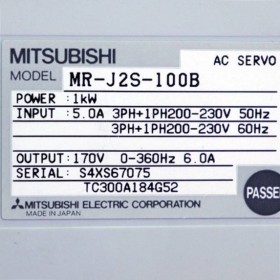 MITSUBISHI AC SERVO
MODEL MR-J2S-100B
POWER : 1kW
INPUT : 5.0A 3PH+1PH200-230V 50Hz
3PH+1PH200-230V 60Hz
OUTPUT: 170V 0-360Hz 6.0A
SERIAL: S4XS67075
TC300A184G52
MITSUBISHI ELECTRIC CORPORATION
MADE IN JAPAN
PASSE